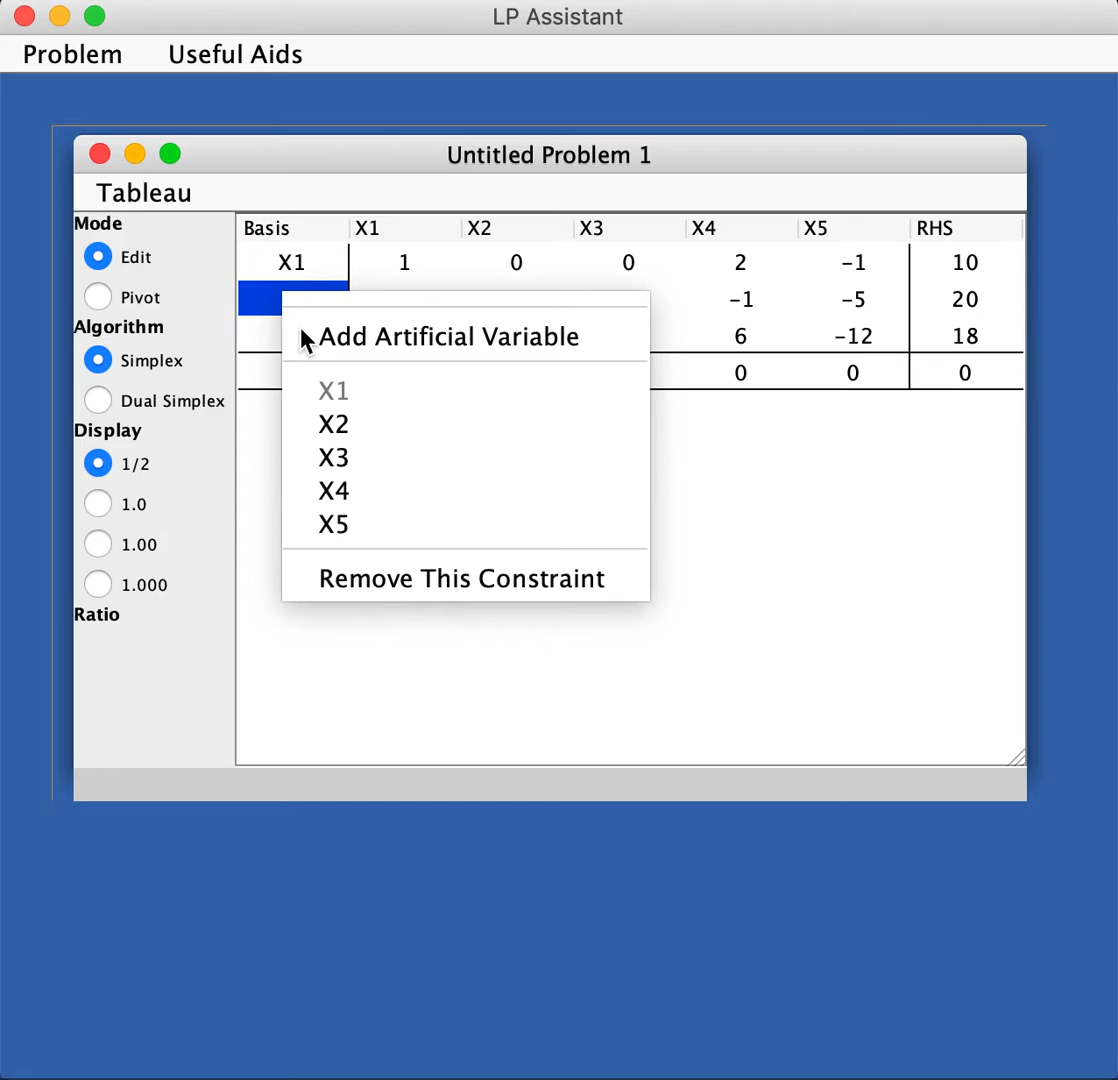 LP Assistant
Problem Useful Aids
Untitled Problem 1
Tableau
Mode
Edit
Pivot
Algorithm
Simplex
Dual Simplex
Display
1/2
1.0
1.00
1.000
Ratio
Basis X1 X2 X3 X4 X5 RHS
X1 1 0 0 2 -1 10
-1 -5 20
6 -12 18
0 0 0
Add Artificial Variable
X1
X2
X3
X4
X5
Remove This Constraint